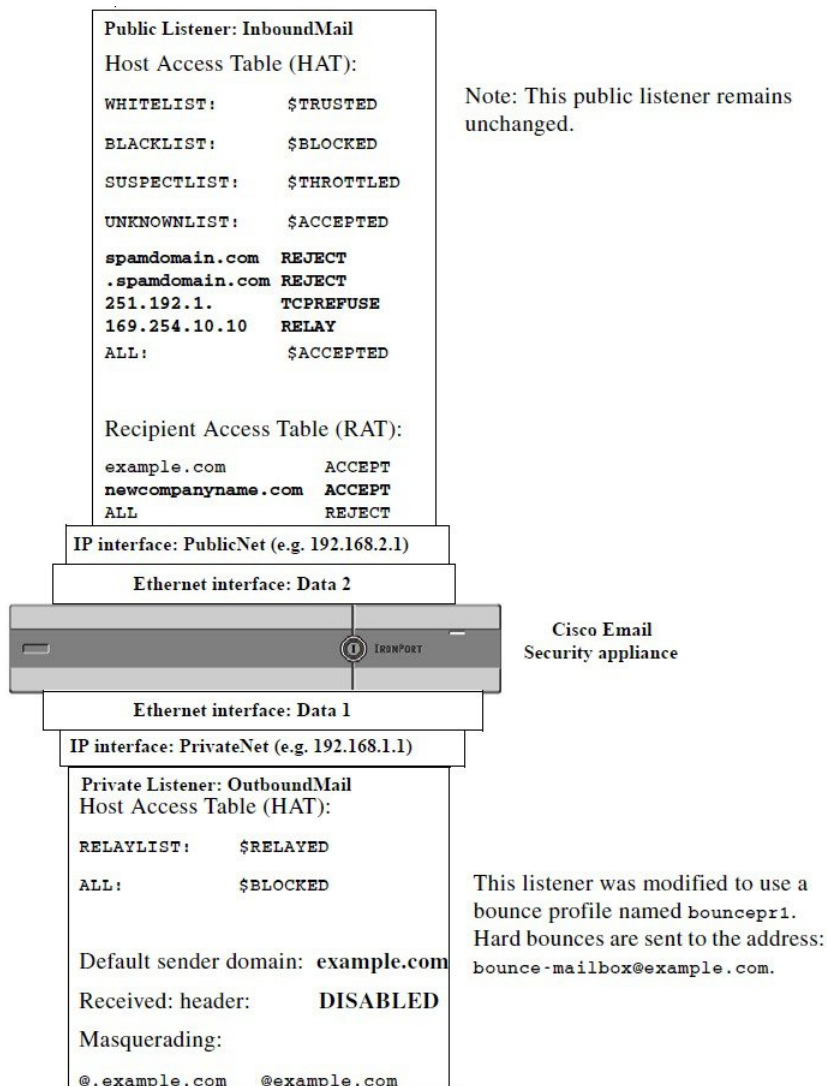 Public Listener: InboundMail
Host Access Table (HAT):
WHITELIST: $TRUSTED
BLACKLIST: $BLOCKED
SUSPECTLIST: $THROTTLED
UNKNOWNLIST: $ACCEPTED
spamdomain.com REJECT
.spamdomain.com REJECT
251.192.1. TCPREFUSE
169.254.10.10 RELAY
ALL: $ACCEPTED
Note: This public listener remains
unchanged.
Recipient Access Table (RAT):
example.com ACCEPT
newcompanyname.com ACCEPT
ALL REJECT
IP interface: PublicNet (e.g. 192.168.2.1)
Ethernet interface: Data 2
IRONPORT
Cisco Email
Security appliance
Ethernet interface: Data 1
IP interface: PrivateNet (e.g. 192.168.1.1)
Private Listener: OutboundMail
Host Access Table (HAT):
RELAYLIST: $RELAYED
ALL: $BLOCKED
This listener was modified to use a
bounce profile named bouncepr1.
Hard bounces are sent to the address:
bounce-mailbox@example.com.
Default sender domain: example.com
Received: header: DISABLED
Masquerading:
@.example.com @example.com